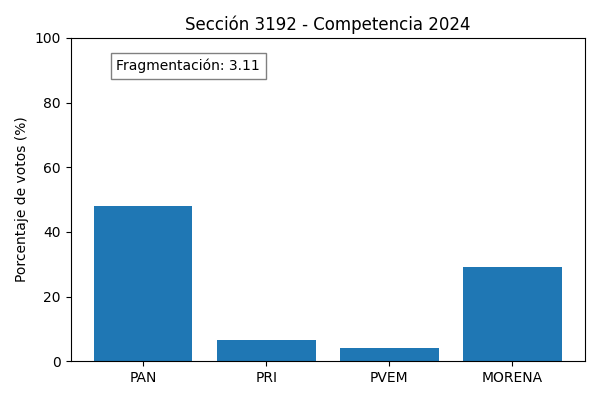 Sección 3192 - Competencia 2024
Fragmentación: 3.11
Porcentaje de votos (%)
100
80
60
40
20
0
PAN PRI PVEM MORENA